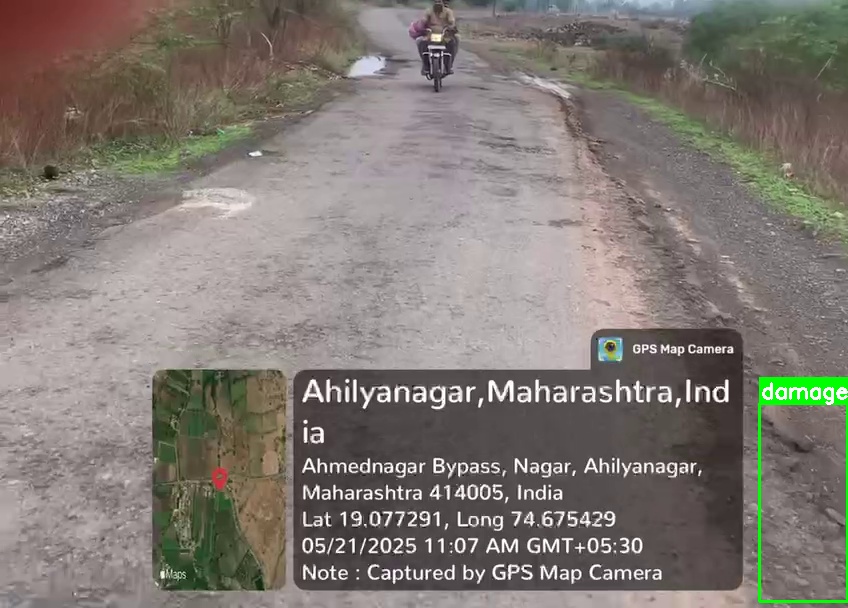 GPS Map Camera
Ahilyanagar,Maharashtra,Ind
ia
damage
Ahmednagar Bypass, Nagar, Ahilyanagar,
Maharashtra 414005, India
Lat 19.077291, Long 74.675429
05/21/2025 11:07 AM GMT+05:30
Note : Captured by GPS Map Camera
Maps